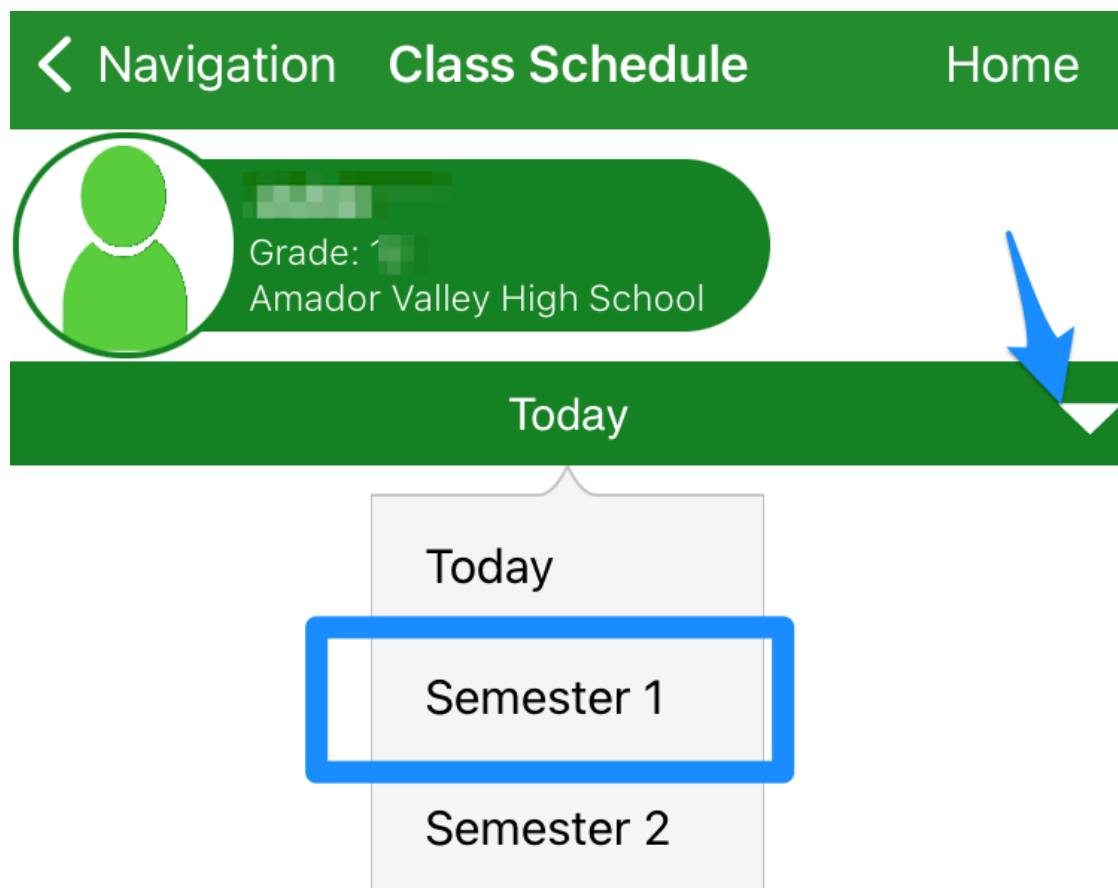 Navigation Class Schedule Home
Grade:
Amador Valley High School
Today
Today
Semester 1
Semester 2